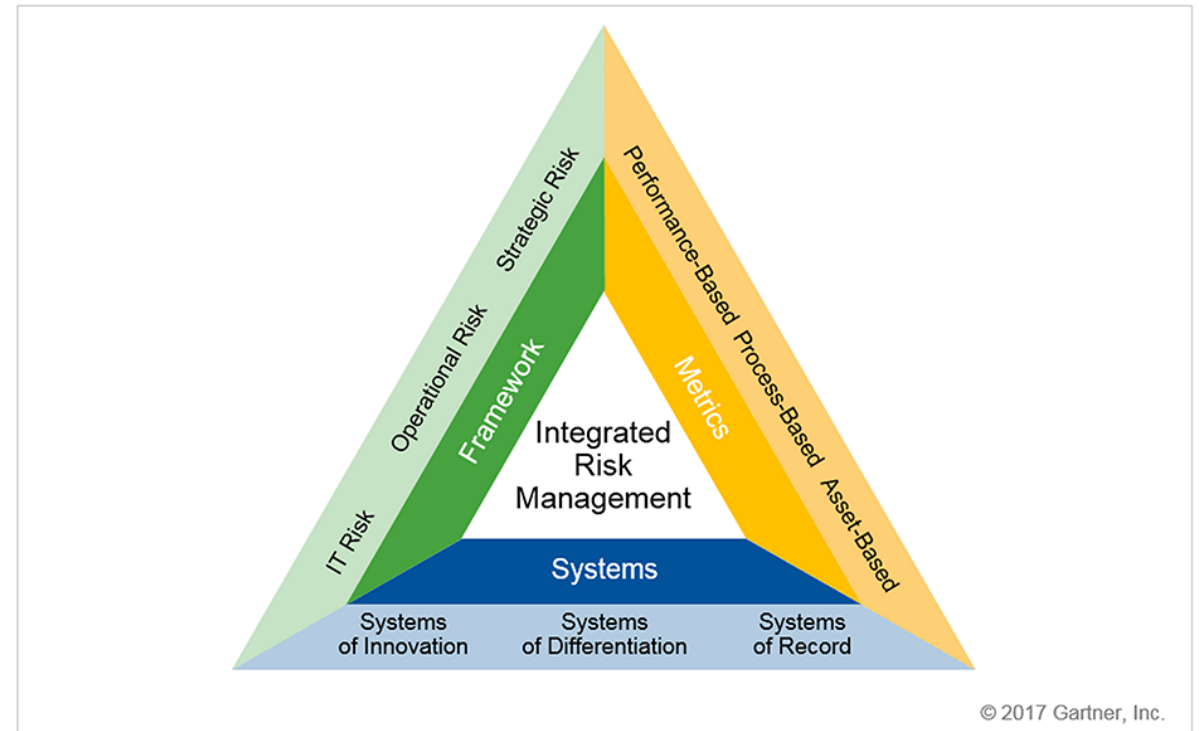 Strategic Risk
Operational Risk
IT Risk
Framework
Performance-Based
Process-Based
Asset-Based
Metrics
Integrated
Risk
Management
Systems
Systems
of Innovation
Systems
of Differentiation
Systems
of Record
© 2017 Gartner, Inc.